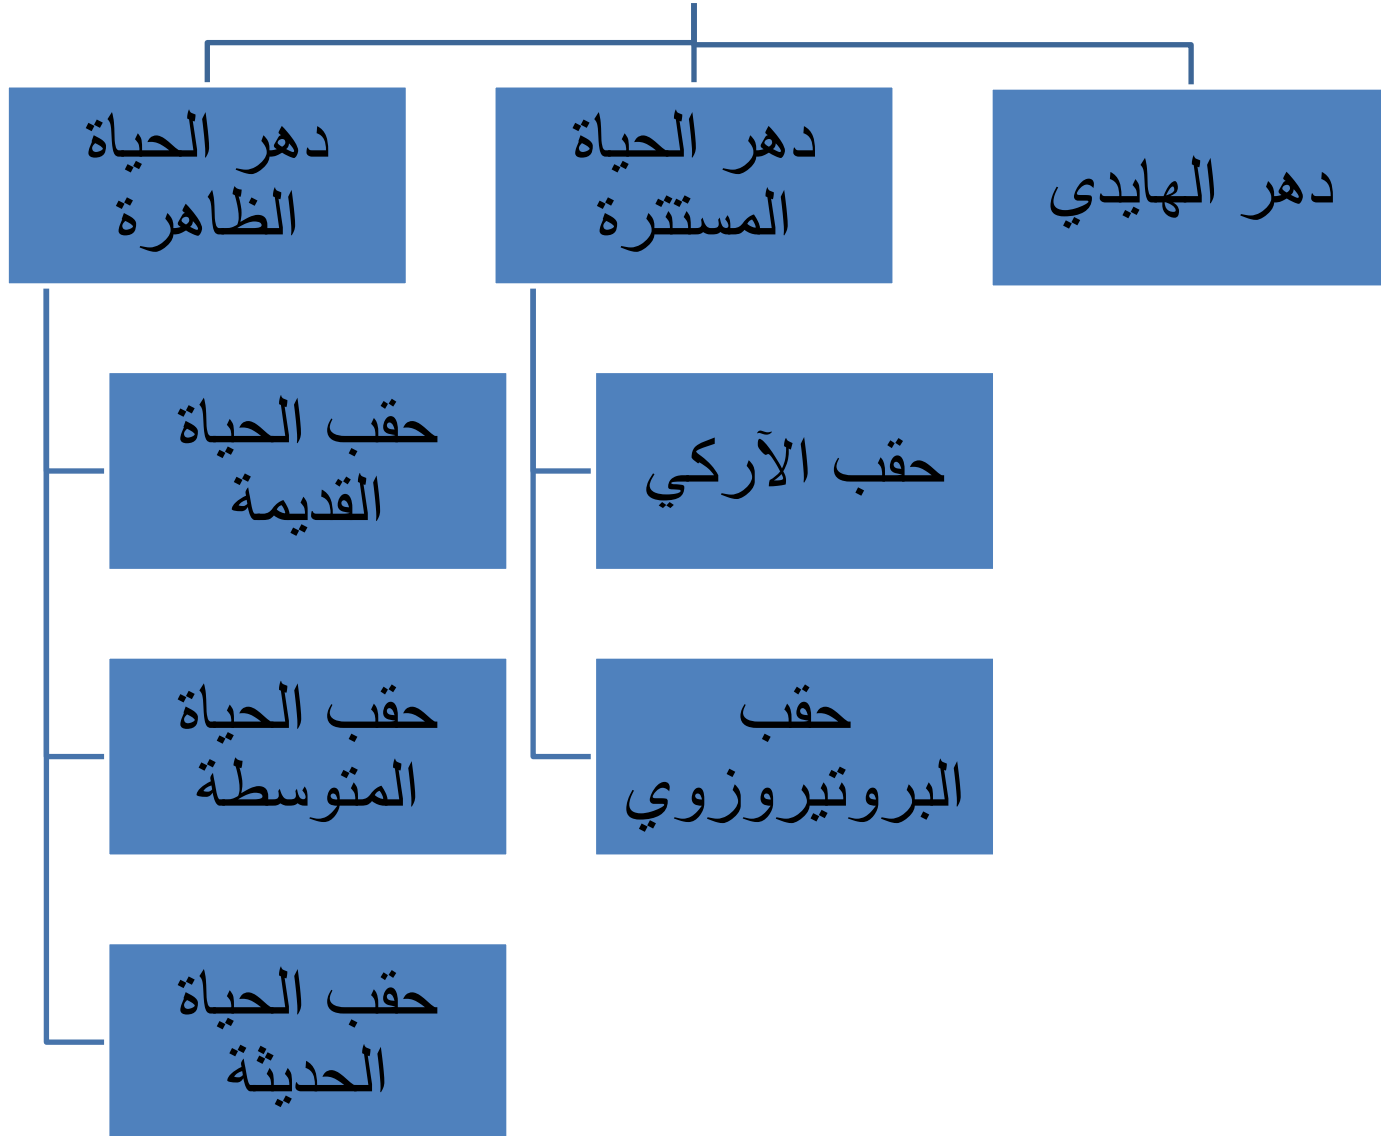 دهر الهايدي
دهر الحياة
المستترة
دهر الحياة
الظاهرة
حقب الآركي
حقب الحياة
القديمة
حقب
البروتيروزوي
حقب الحياة
المتوسطة
حقب الحياة
الحديثة